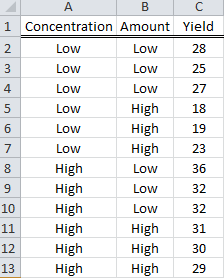 A B C
1 Concentration Amount Yield
2 Low Low 28
3 Low Low 25
4 Low Low 27
5 Low High 18
6 Low High 19
7 Low High 23
8 High Low 36
9 High Low 32
10 High Low 32
11 High High 31
12 High High 30
13 High High 29